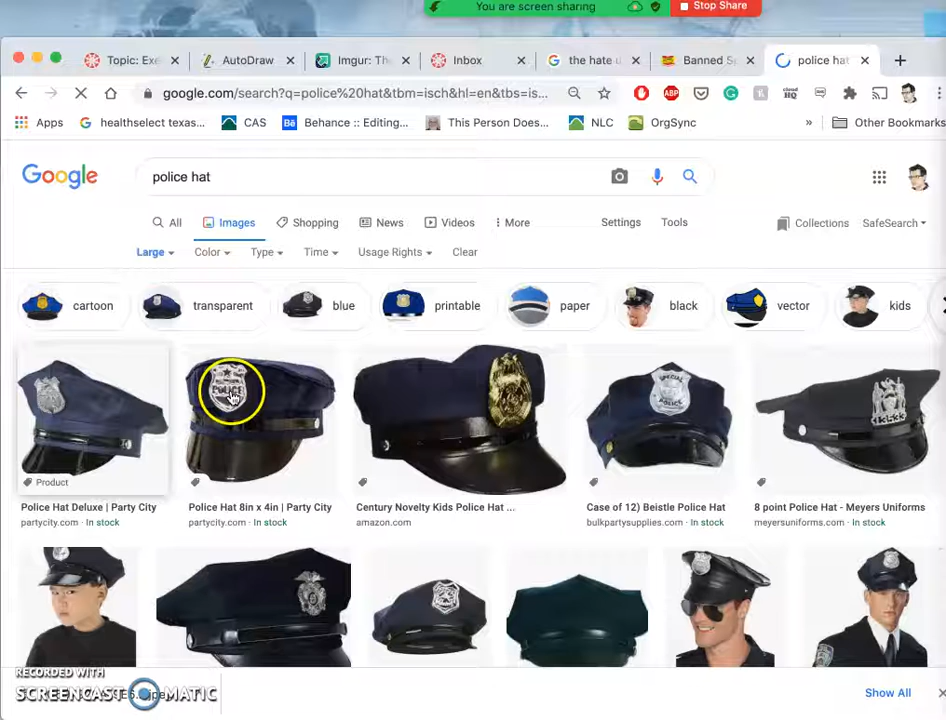 You are screen sharing
Stop Share
Topic: Exe
AutoDraw
Imgur: Th
Inbox
the hate
Banned S
police hat
google.com/search?q=police%20hat&tbm=isch&hl=en&tbs=is...
Apps
healthselect texas...
CAS
Behance :: Editing...
This Person Does...
NLC
OrgSync
»
Other Bookmarks
Google
police hat
All
Images
Shopping
News
Videos
More
Settings
Tools
Collections
SafeSearch
Large
Color
Type
Time
Usage Rights
Clear
cartoon
transparent
blue
printable
paper
black
vector
kids
POLICE
SPECIAL
POLICE
13533
Product
Police Hat Deluxe | Party City
partycity.com · In stock
Police Hat 8in x 4in | Party City
partycity.com · In stock
Century Novelty Kids Police Hat ...
amazon.com
Case of 12) Beistle Police Hat
bulkpartysupplies.com · In stock
8 point Police Hat - Meyers Uniforms
meyersuniforms.com · In stock
RECORDED WITH
SCREENCAST MATIC
Show All